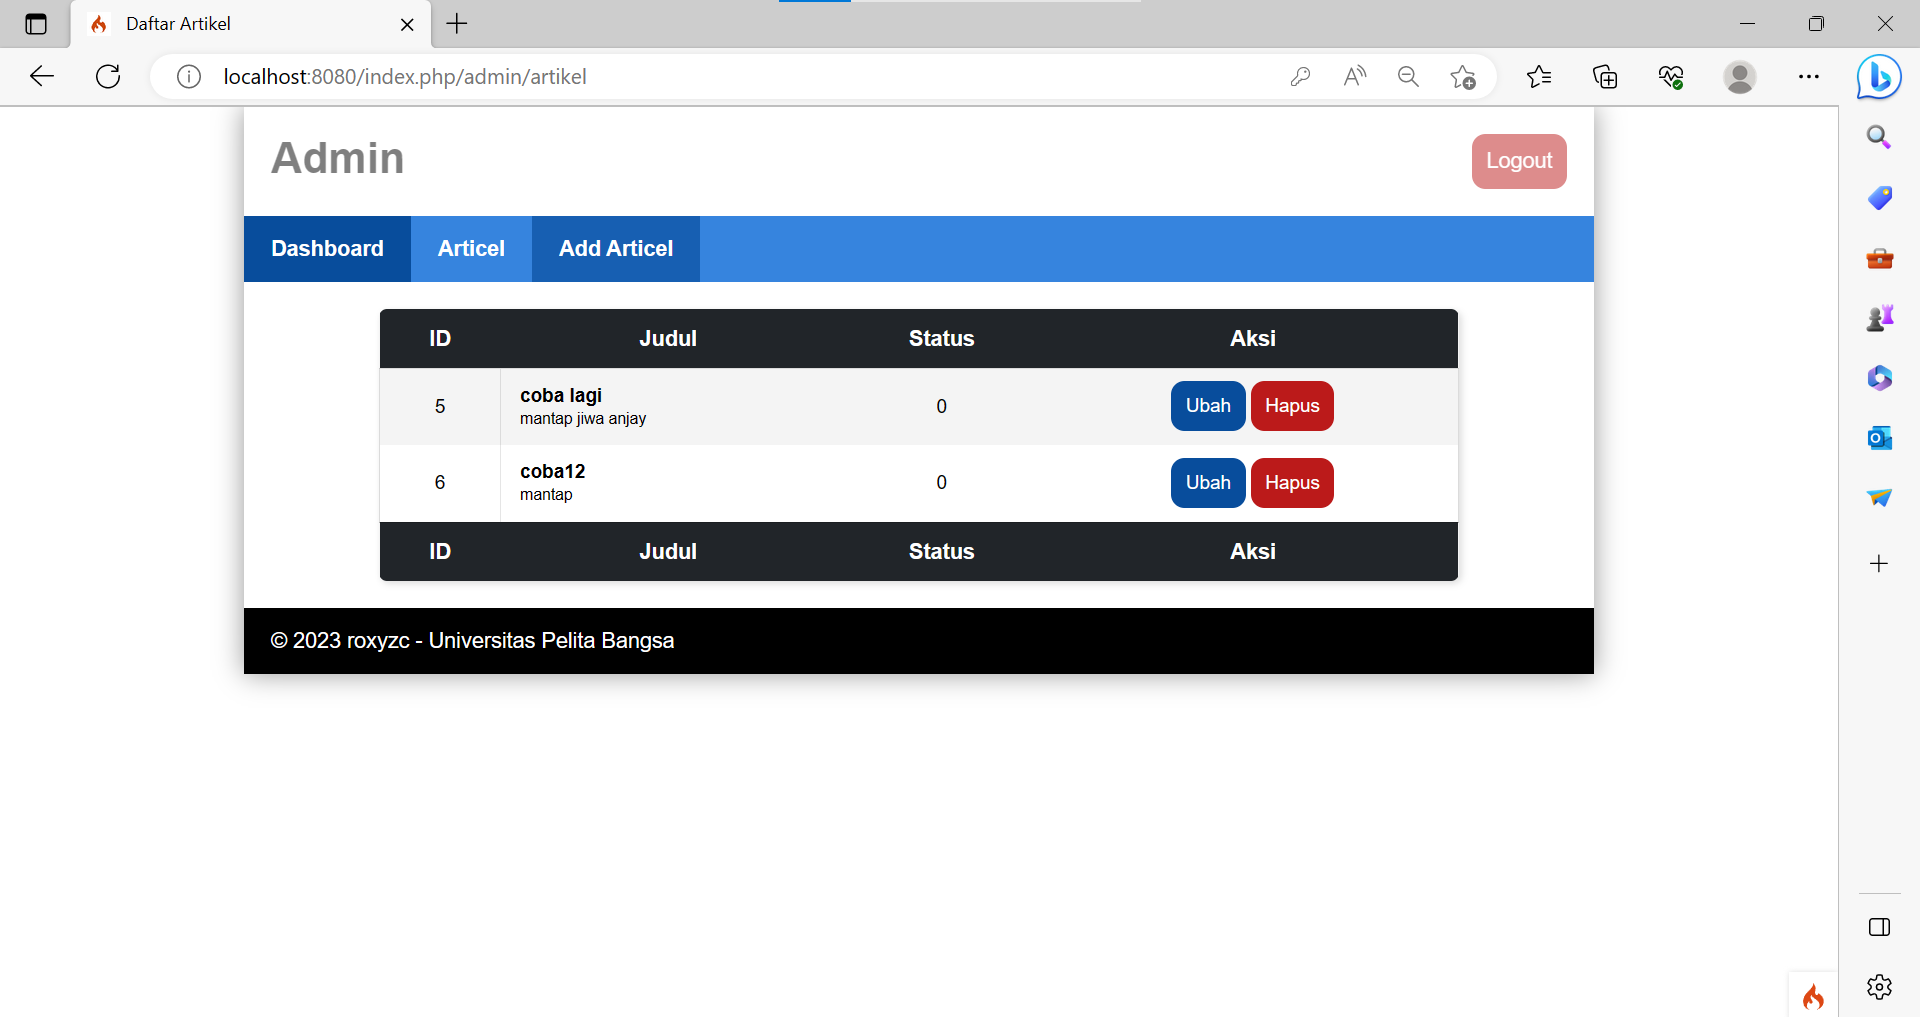 Daftar Artikel
localhost:8080/index.php/admin/artikel
Admin
Logout
Dashboard Articel Add Articel
ID Judul Status Aksi
5 coba lagi 0 Ubah Hapus
mantap jiwa anjay
6 coba12 0 Ubah Hapus
mantap
ID Judul Status Aksi
© 2023 roxyzc - Universitas Pelita Bangsa